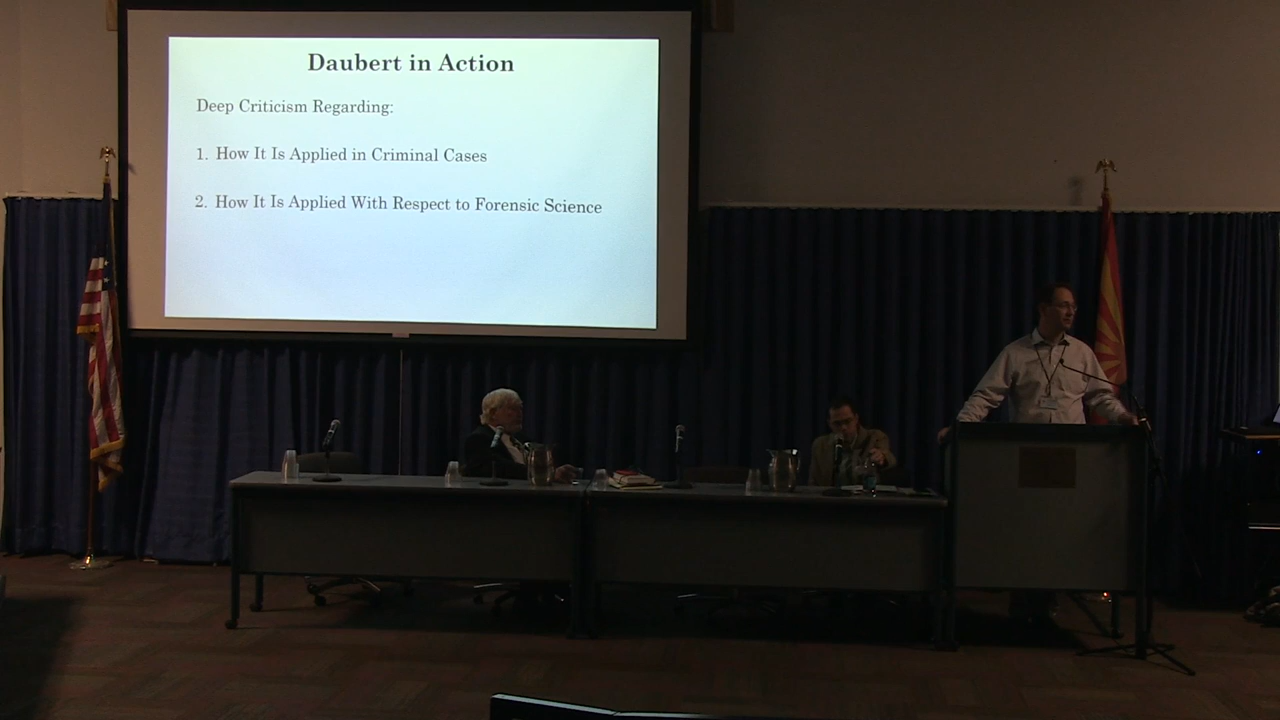 Daubert in Action
Deep Criticism Regarding:
1. How It Is Applied in Criminal Cases
2. How It Is Applied With Respect to Forensic Science